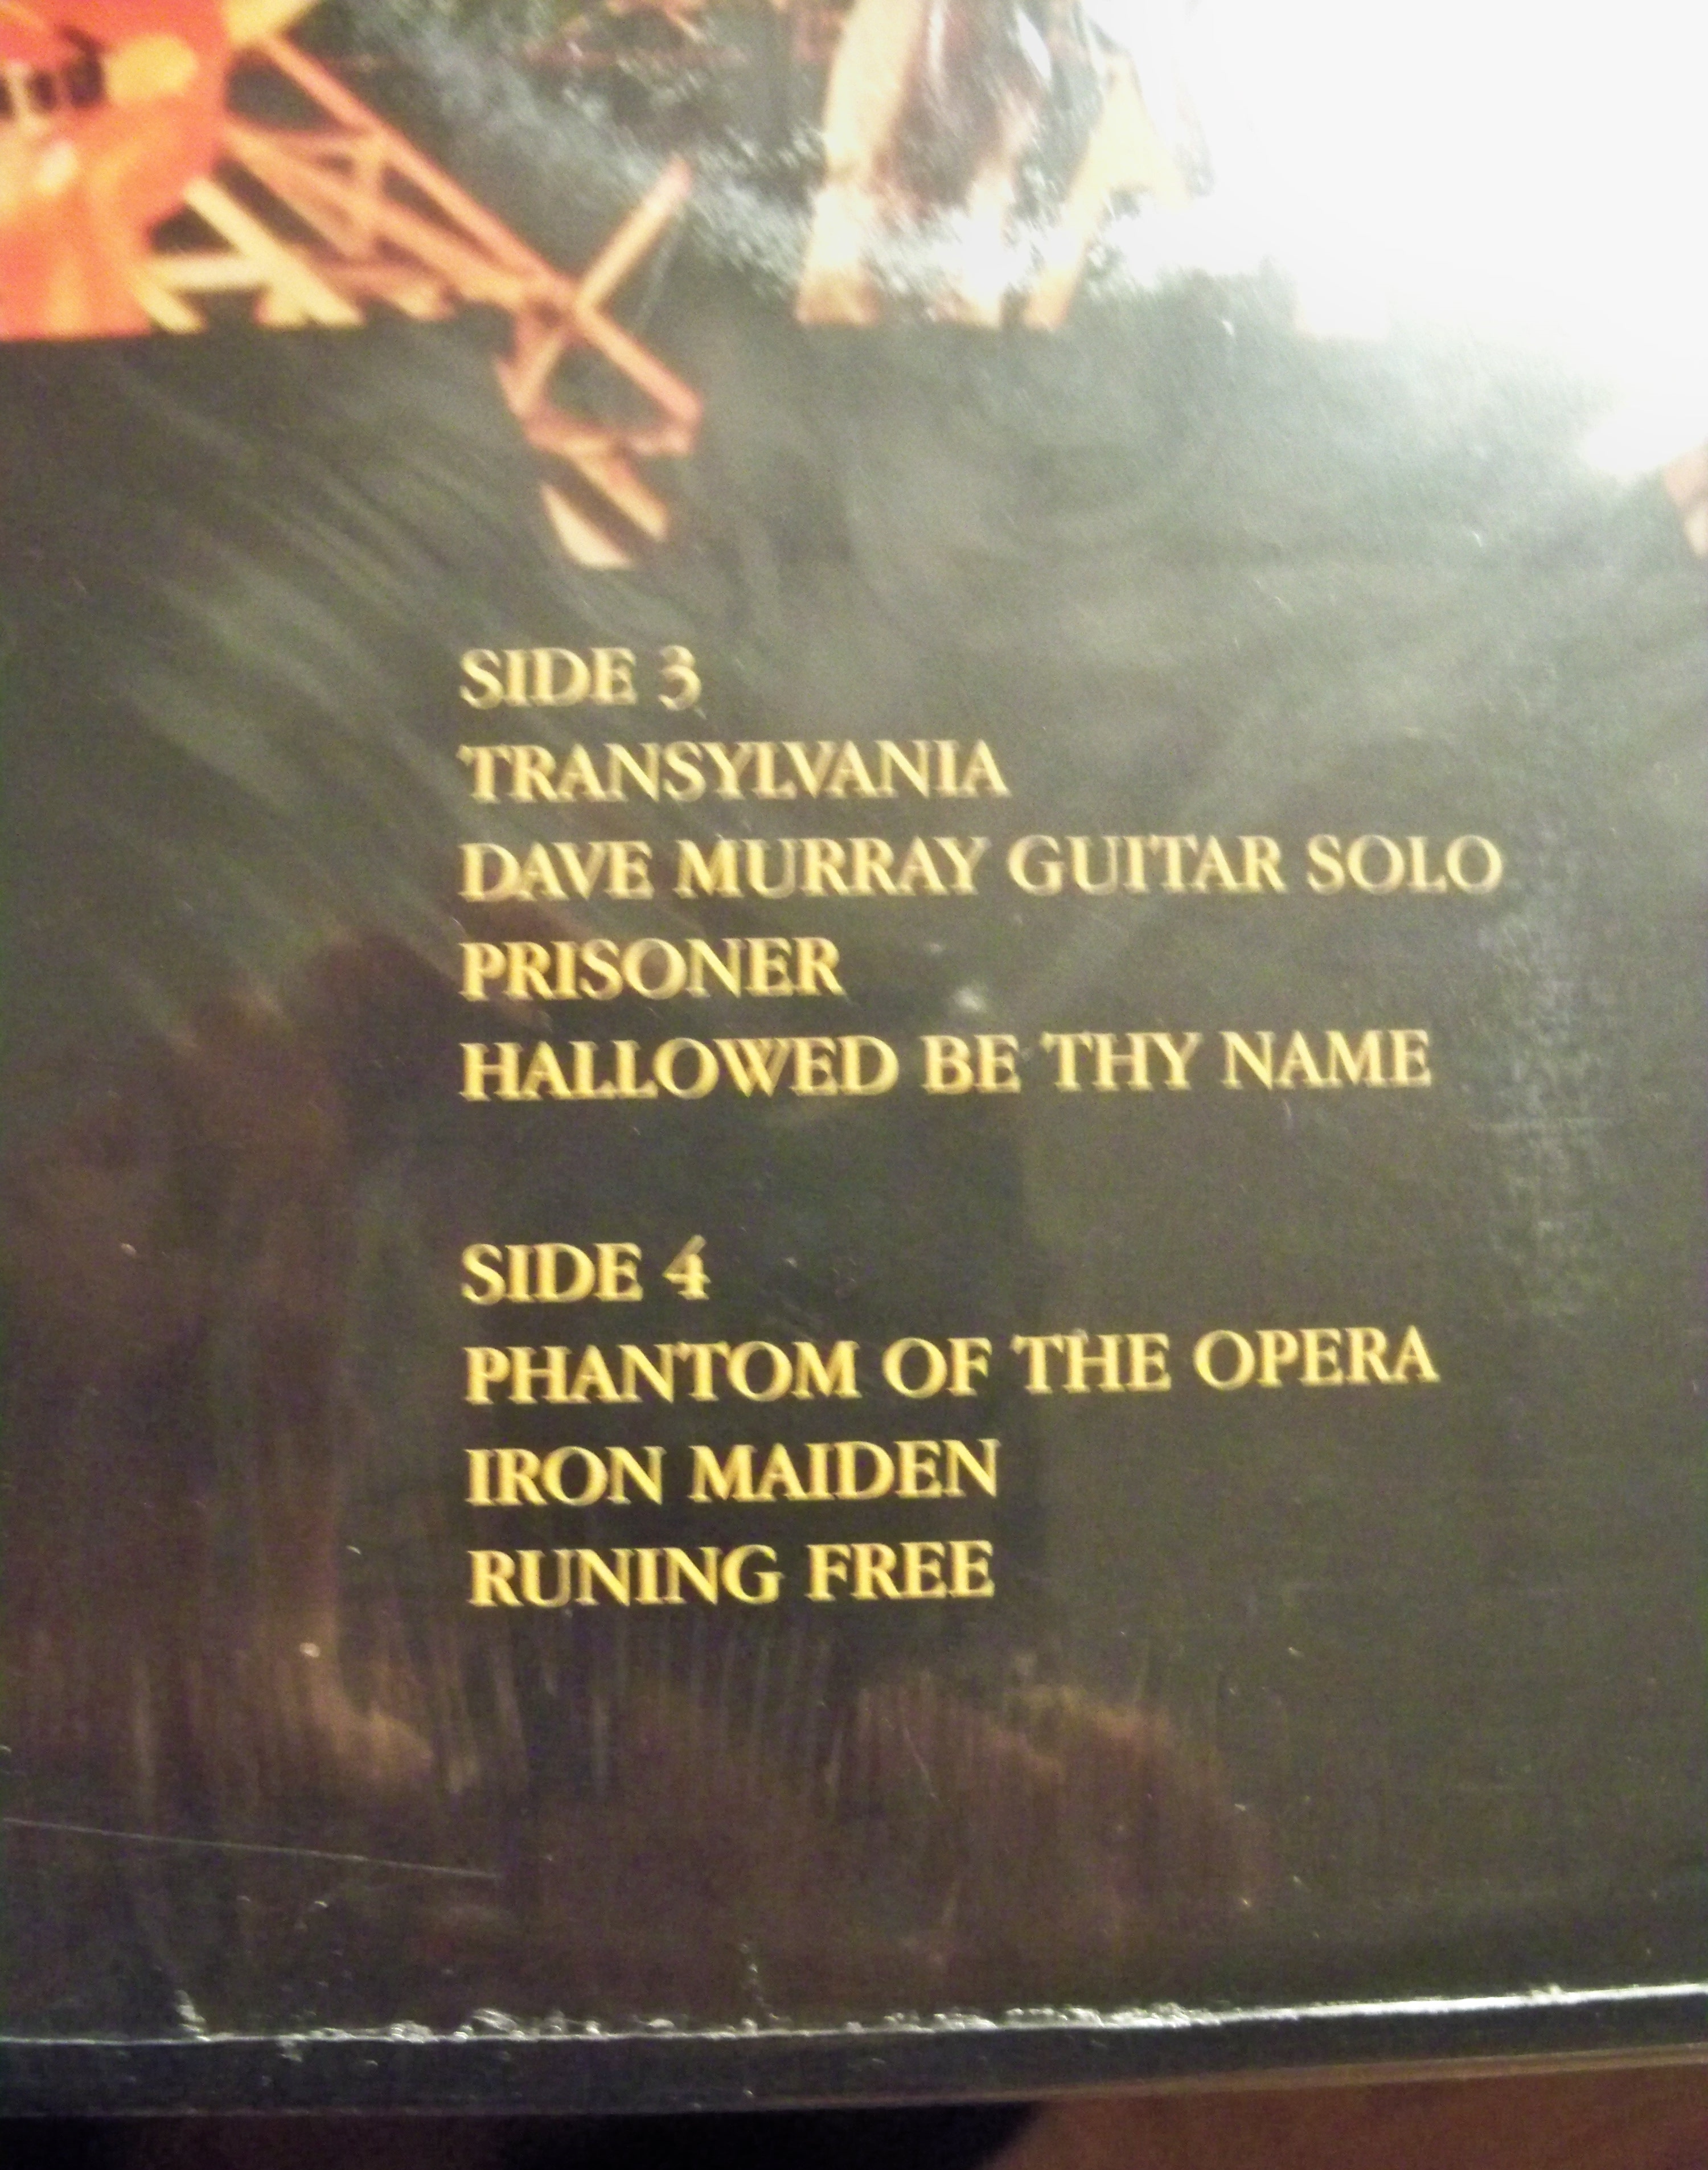 SIDE 3
TRANSYLVANIA
DAVE MURRAY GUITAR SOLO
PRISONER
HALLOWED BE THY NAME
SIDE 4
PHANTOM OF THE OPERA
IRON MAIDEN
RUNING FREE